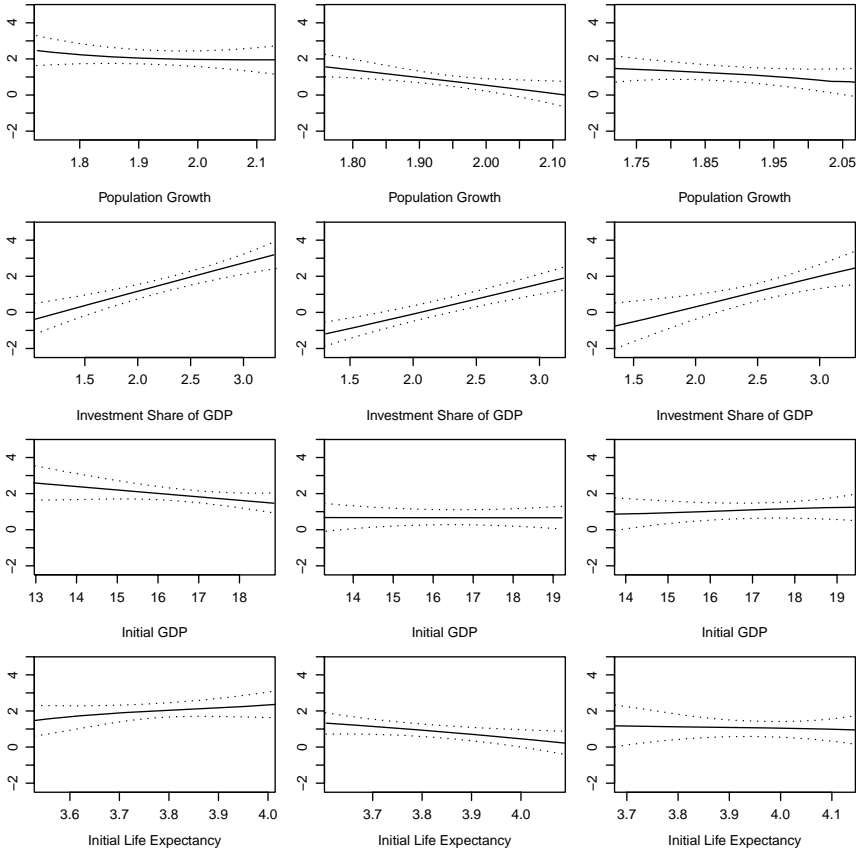 −2 0 2 4
1.8 1.9 2.0 2.1
Population Growth
−2 0 2 4
1.80 1.90 2.00 2.10
Population Growth
−2 0 2 4
1.75 1.85 1.95 2.05
Population Growth
−2 0 2 4
1.5 2.0 2.5 3.0
Investment Share of GDP
−2 0 2 4
1.5 2.0 2.5 3.0
Investment Share of GDP
−2 0 2 4
1.5 2.0 2.5 3.0
Investment Share of GDP
−2 0 2 4
13 14 15 16 17 18
Initial GDP
−2 0 2 4
14 15 16 17 18 19
Initial GDP
−2 0 2 4
14 15 16 17 18 19
Initial GDP
−2 0 2 4
3.6 3.7 3.8 3.9 4.0
Initial Life Expectancy
−2 0 2 4
3.7 3.8 3.9 4.0
Initial Life Expectancy
−2 0 2 4
3.7 3.8 3.9 4.0 4.1
Initial Life Expectancy